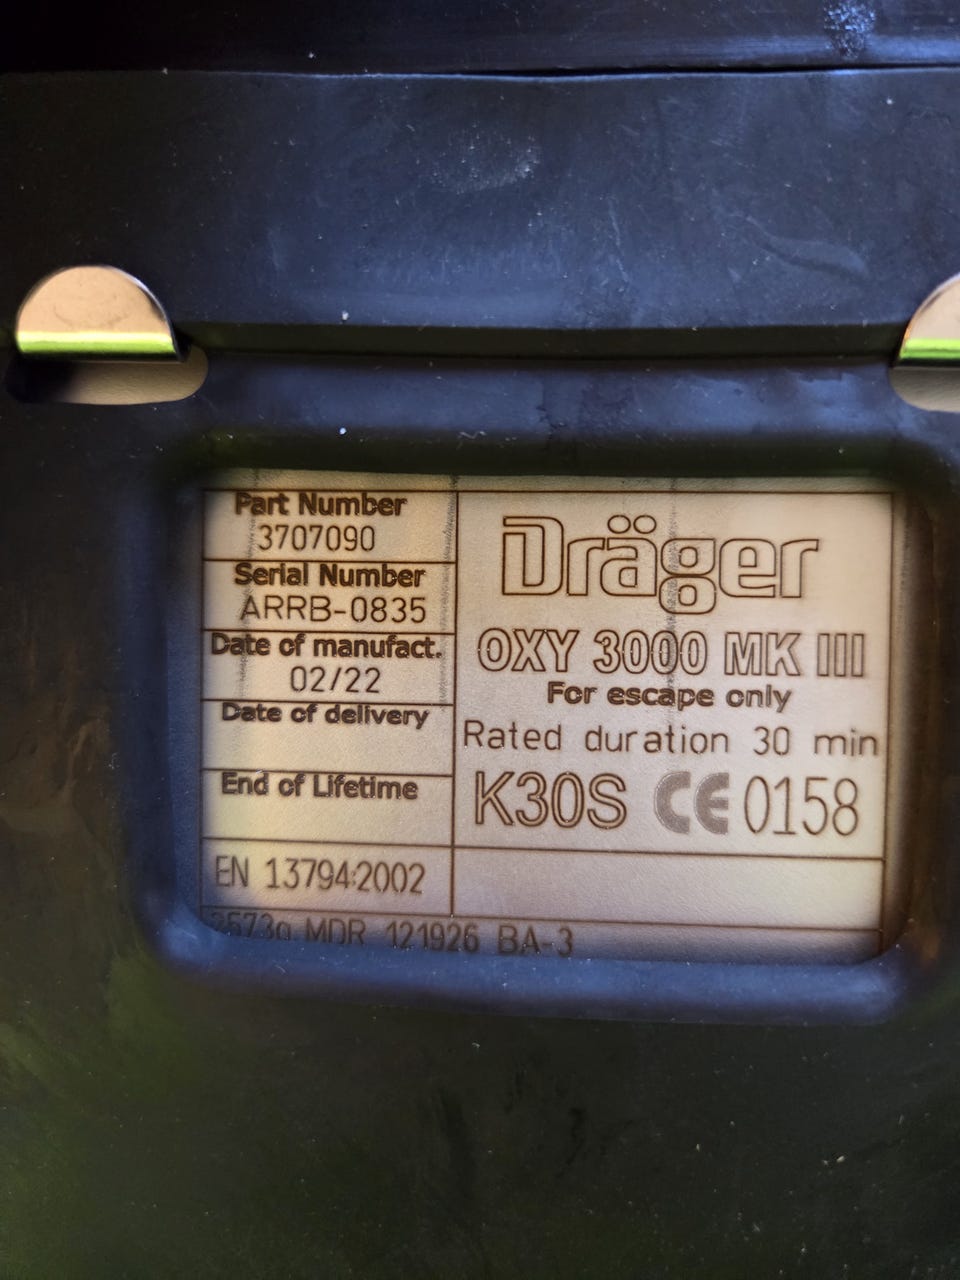 Part Number
3707090
Serial Number
ARRB-0835
Date of manufact.
02/22
Date of delivery
End of Lifetime
EN 13794:2002
Dräger
OXY 3000 MK III
For escape only
Rated duration 30 min
K30S CE 0158
MDR 121926 BA-3